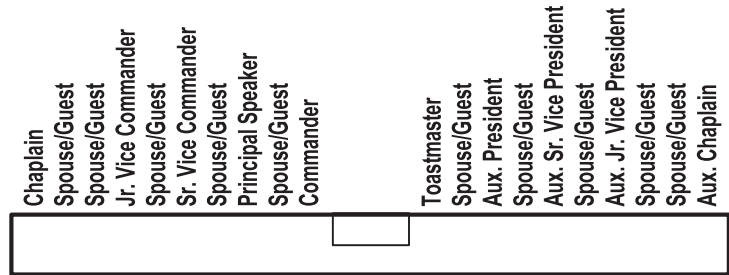 Chaplain
Spouse/Guest
Spouse/Guest
Jr. Vice Commander
Spouse/Guest
Sr. Vice Commander
Spouse/Guest
Principal Speaker
Spouse/Guest
Commander
Toastmaster
Spouse/Guest
Aux. President
Spouse/Guest
Aux. Sr. Vice President
Spouse/Guest
Aux. Jr. Vice President
Spouse/Guest
Spouse/Guest
Aux. Chaplain